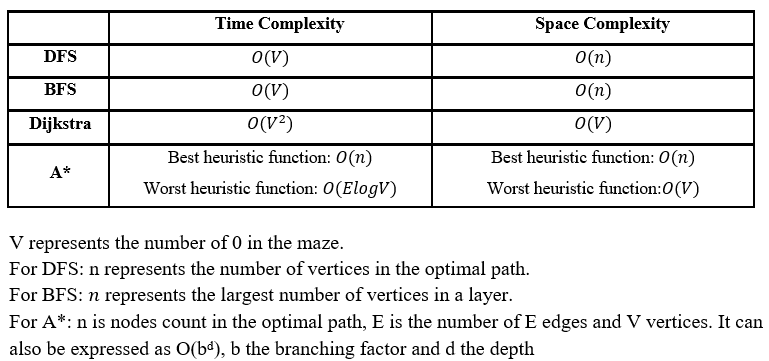 Time Complexity Space Complexity
DFS O(V) O(n)
BFS O(V) O(n)
Dijkstra O(V²) O(V)
A* Best heuristic function: O(n) Best heuristic function: O(n)
Worst heuristic function: O(ElogV) Worst heuristic function:O(V)
V represents the number of 0 in the maze.
For DFS: n represents the number of vertices in the optimal path.
For BFS: n represents the largest number of vertices in a layer.
For A*: n is nodes count in the optimal path, E is the number of E edges and V vertices. It can
also be expressed as O(bᵈ), b the branching factor and d the depth